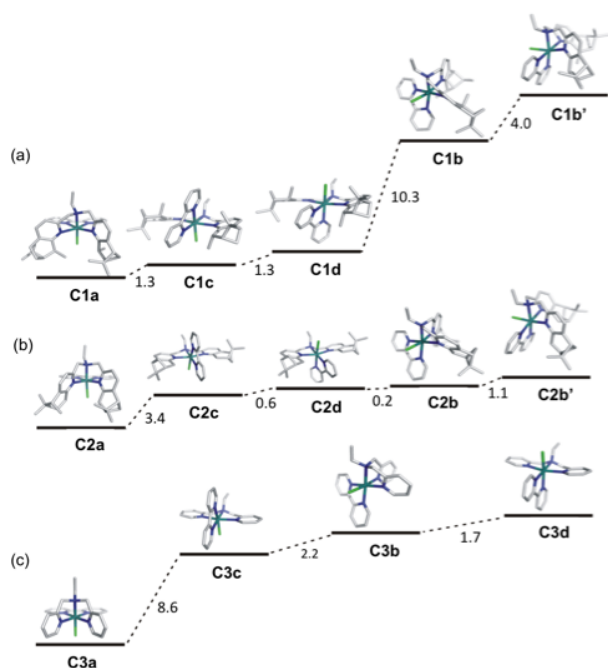 (a)
C1a
1.3
C1c
1.3
C1d
10.3
C1b
4.0
C1b'
(b)
C2a
3.4
C2c
0.6
C2d
0.2
C2b
1.1
C2b'
(c)
C3a
8.6
C3c
2.2
C3b
1.7
C3d